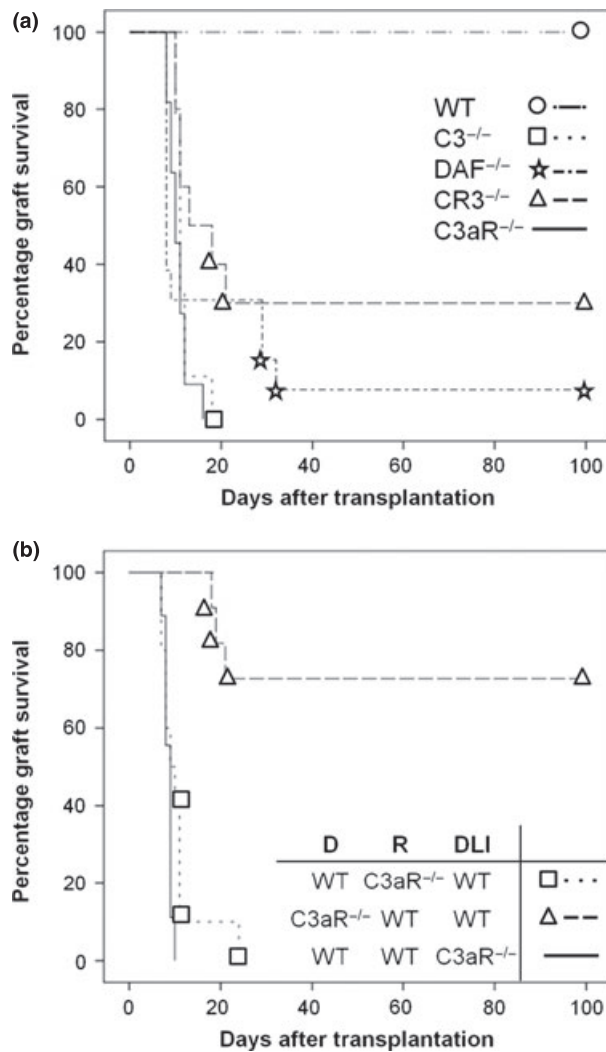 (a)
100
80
60
40
20
0
Percentage graft survival
WT
C3⁻/⁻
DAF⁻/⁻
CR3⁻/⁻
C3aR⁻/⁻
0 20 40 60 80 100
Days after transplantation
(b)
100
80
60
40
20
0
Percentage graft survival
D R DLI
WT C3aR⁻/⁻ WT
C3aR⁻/⁻ WT WT
WT WT C3aR⁻/⁻
0 20 40 60 80 100
Days after transplantation